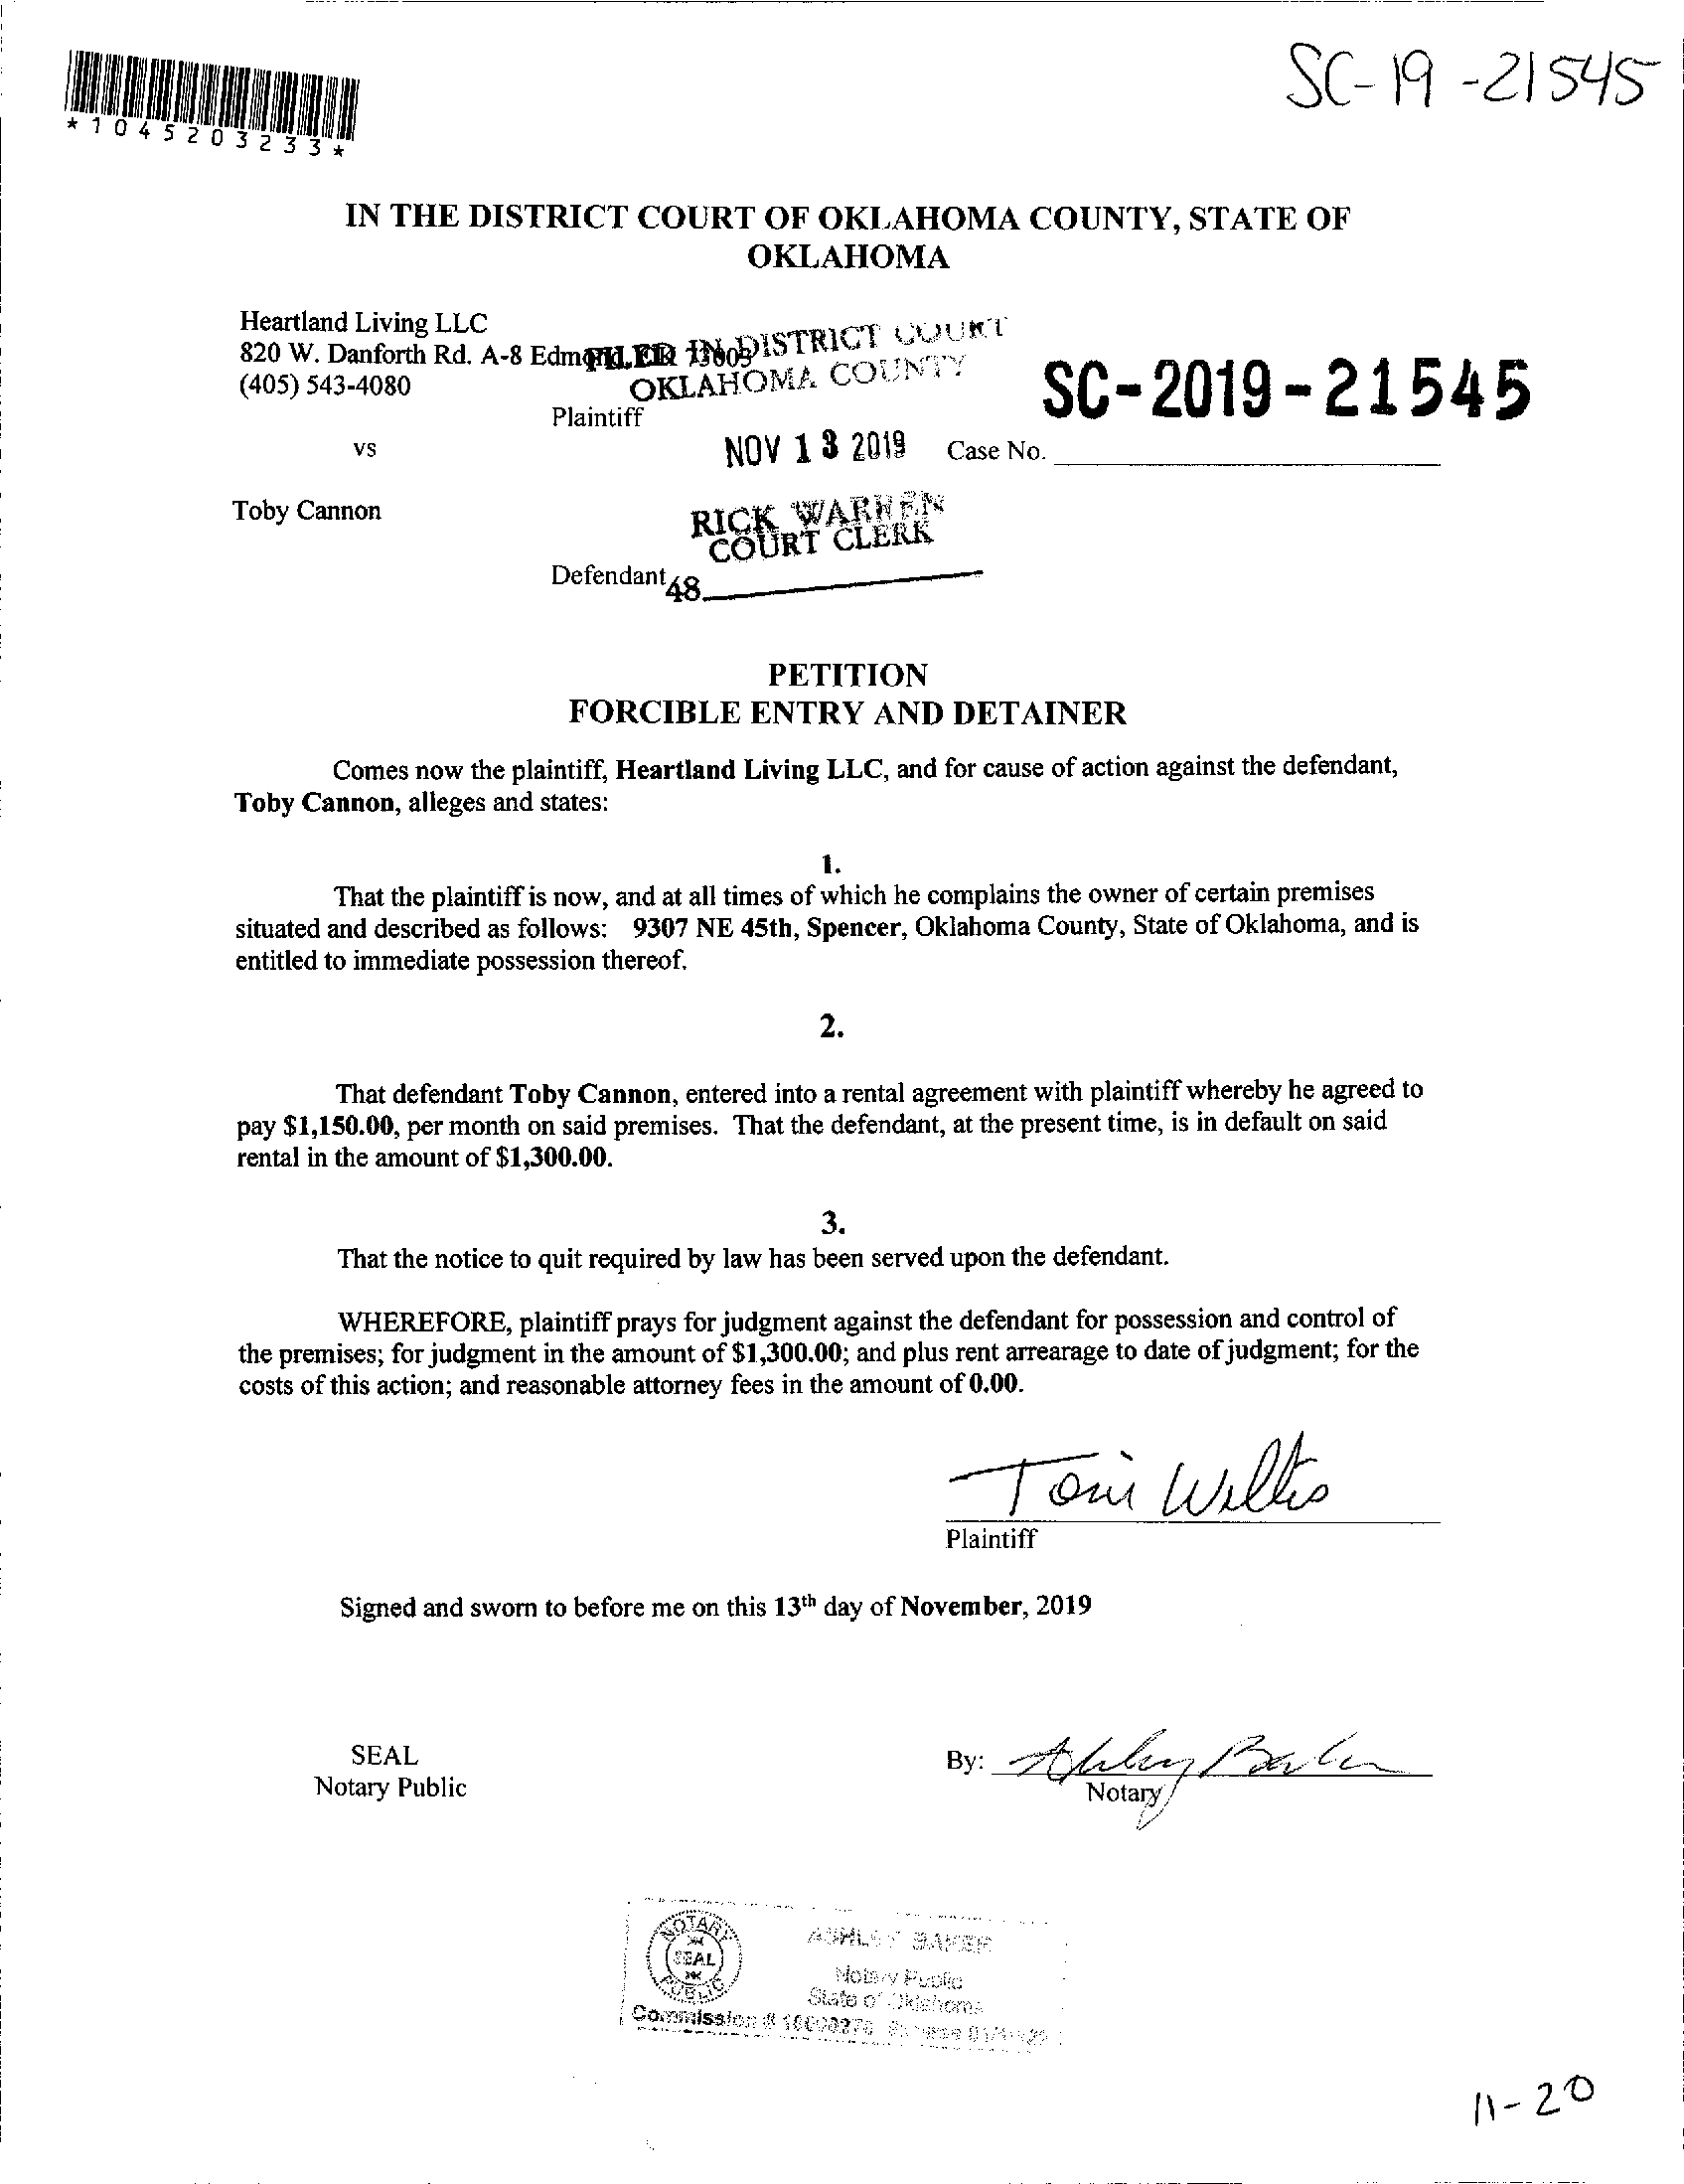 SC-19-21545
*1045203233*
IN THE DISTRICT COURT OF OKLAHOMA COUNTY, STATE OF
OKLAHOMA
Heartland Living LLC
820 W. Danforth Rd. A-8 Edmond, OK 73003
FILED IN DISTRICT COURT
OKLAHOMA COUNTY
(405) 543-4080
Plaintiff
SC-2019-21545
vs
NOV 13 2019
Case No.
Toby Cannon
RICK WARREN
COURT CLERK
Defendant
48
PETITION
FORCIBLE ENTRY AND DETAINER
Comes now the plaintiff, Heartland Living LLC, and for cause of action against the defendant,
Toby Cannon, alleges and states:
1.
That the plaintiff is now, and at all times of which he complains the owner of certain premises
situated and described as follows: 9307 NE 45th, Spencer, Oklahoma County, State of Oklahoma, and is
entitled to immediate possession thereof.
2.
That defendant Toby Cannon, entered into a rental agreement with plaintiff whereby he agreed to
pay $1,150.00, per month on said premises. That the defendant, at the present time, is in default on said
rental in the amount of $1,300.00.
3.
That the notice to quit required by law has been served upon the defendant.
WHEREFORE, plaintiff prays for judgment against the defendant for possession and control of
the premises; for judgment in the amount of $1,300.00; and plus rent arrearage to date of judgment; for the
costs of this action; and reasonable attorney fees in the amount of 0.00.
Plaintiff
Signed and sworn to before me on this 13th day of November, 2019
SEAL
Notary Public
By: Ashley Baker
Notary
NOTARY
SEAL
PUBLIC
ASHLEY BAKER
Notary Public
State of Oklahoma
Commission #
11-20